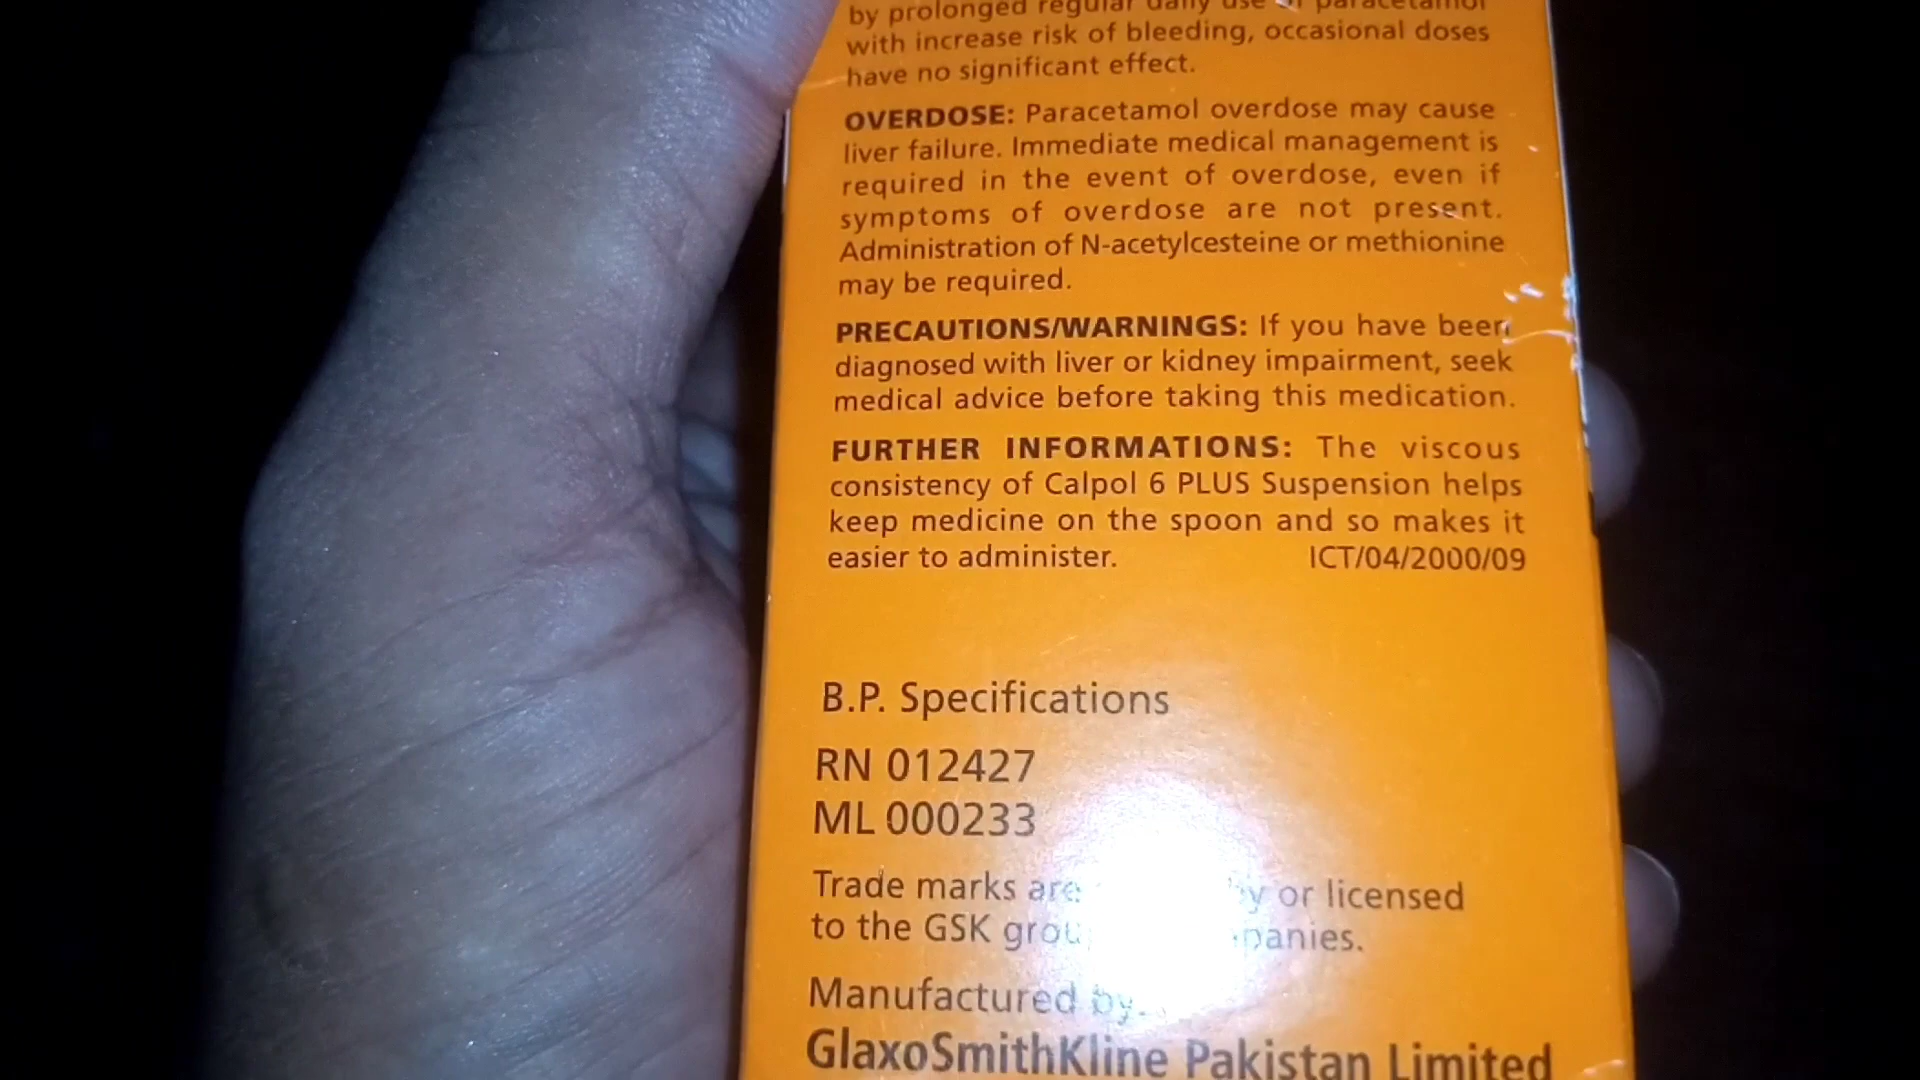 by prolonged regular daily use of paracetamol
with increase risk of bleeding, occasional doses
have no significant effect.
OVERDOSE: Paracetamol overdose may cause
liver failure. Immediate medical management is
required in the event of overdose, even if
symptoms of overdose are not present.
Administration of N-acetylcesteine or methionine
may be required.
PRECAUTIONS/WARNINGS: If you have been
diagnosed with liver or kidney impairment, seek
medical advice before taking this medication.
FURTHER INFORMATIONS: The viscous
consistency of Calpol 6 PLUS Suspension helps
keep medicine on the spoon and so makes it
easier to administer. ICT/04/2000/09
B.P. Specifications
RN 012427
ML 000233
Trade marks are or licensed
to the GSK
Manufactured by
GlaxoSmithKline Pakistan Limited